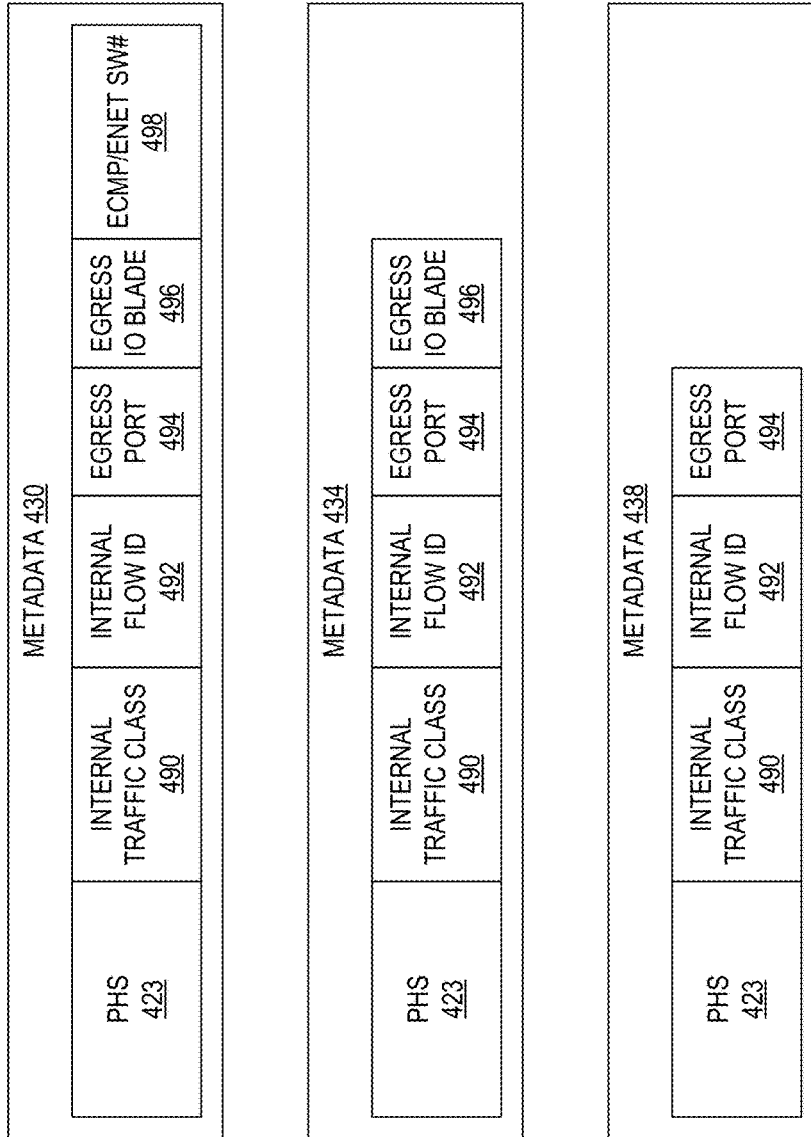 METADATA 430
PHS
423
INTERNAL
TRAFFIC CLASS
490
INTERNAL
FLOW ID
492
EGRESS
PORT
494
EGRESS
IO BLADE
496
ECMP/ENET SW#
498
METADATA 434
PHS
423
INTERNAL
TRAFFIC CLASS
490
INTERNAL
FLOW ID
492
EGRESS
PORT
494
EGRESS
IO BLADE
496
METADATA 438
PHS
423
INTERNAL
TRAFFIC CLASS
490
INTERNAL
FLOW ID
492
EGRESS
PORT
494